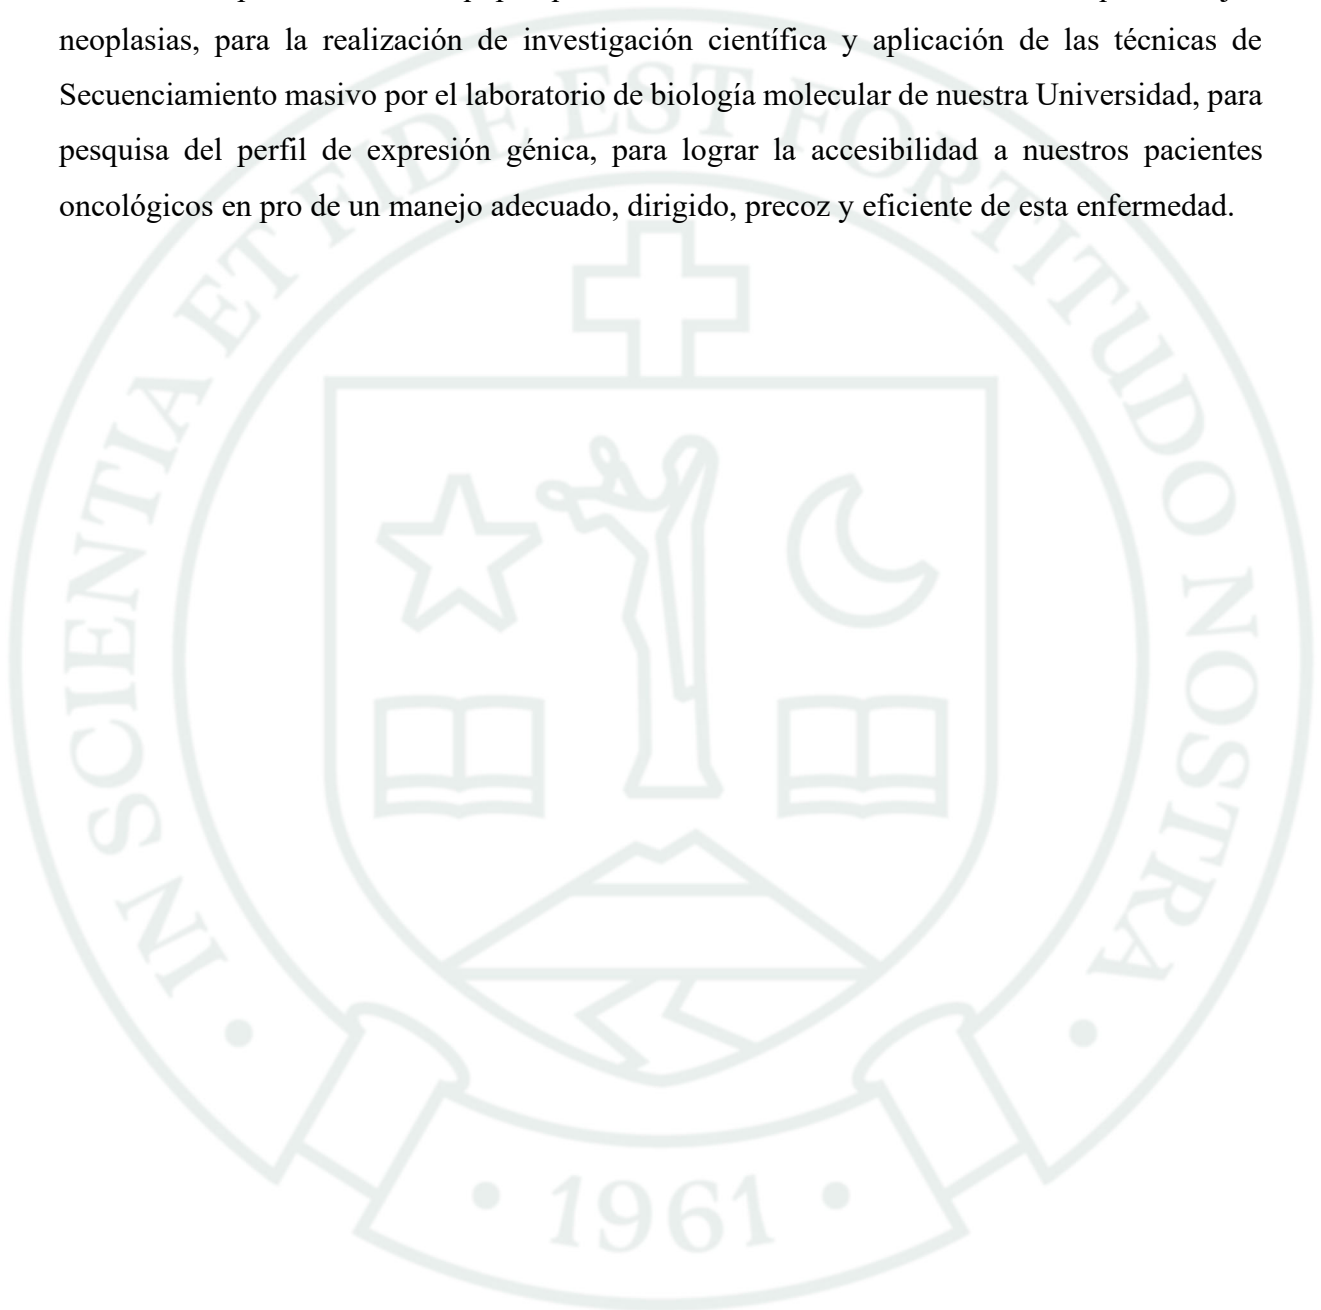 neoplasias, para la realización de investigación científica y aplicación de las técnicas de
Secuenciamiento masivo por el laboratorio de biología molecular de nuestra Universidad, para
pesquisa del perfil de expresión génica, para lograr la accesibilidad a nuestros pacientes
oncológicos en pro de un manejo adecuado, dirigido, precoz y eficiente de esta enfermedad.
IN SCIENTIA ET FIDE EST FORTITUDO NOSTRA
• 1961 •